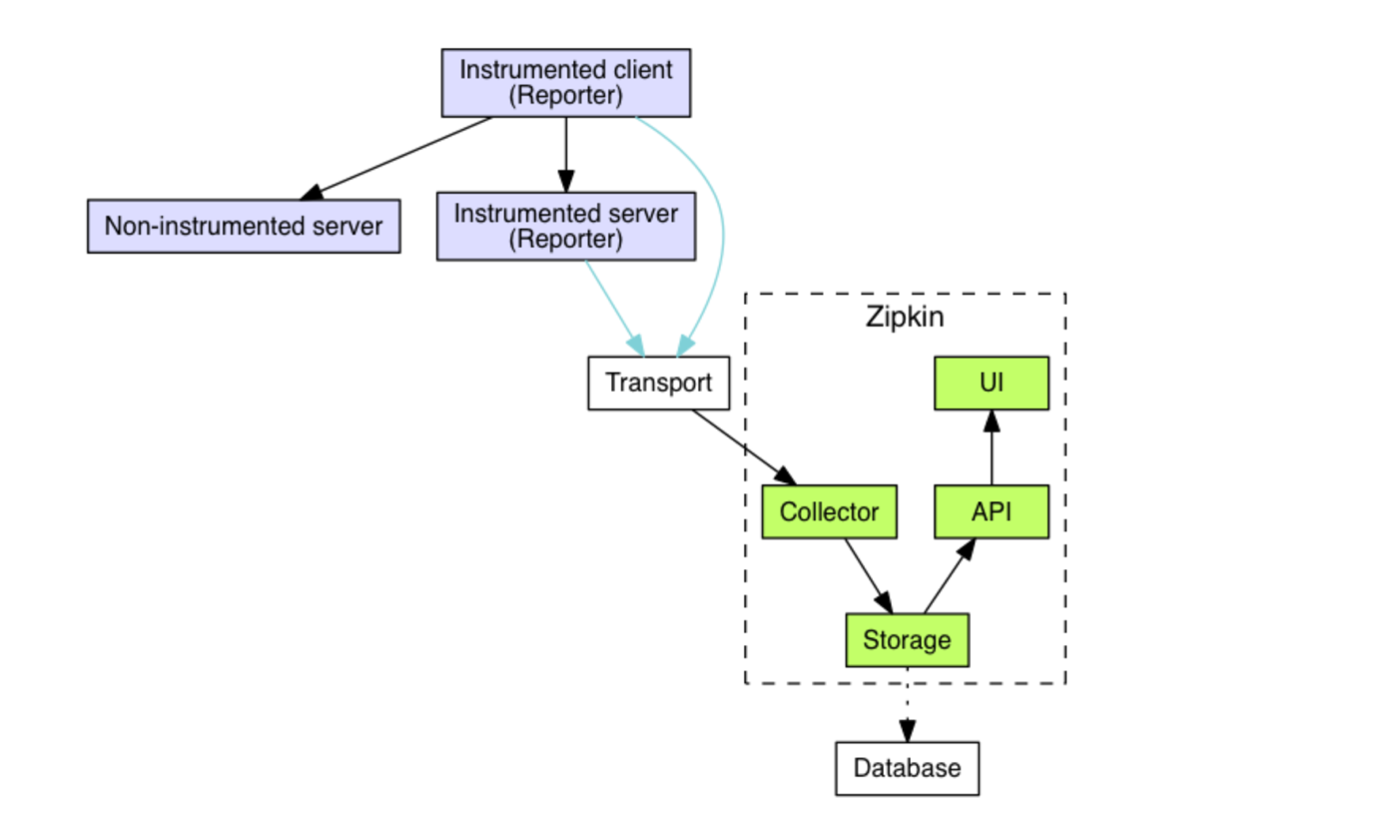 Instrumented client
(Reporter)
Non-instrumented server
Instrumented server
(Reporter)
Zipkin
Transport
UI
Collector
API
Storage
Database